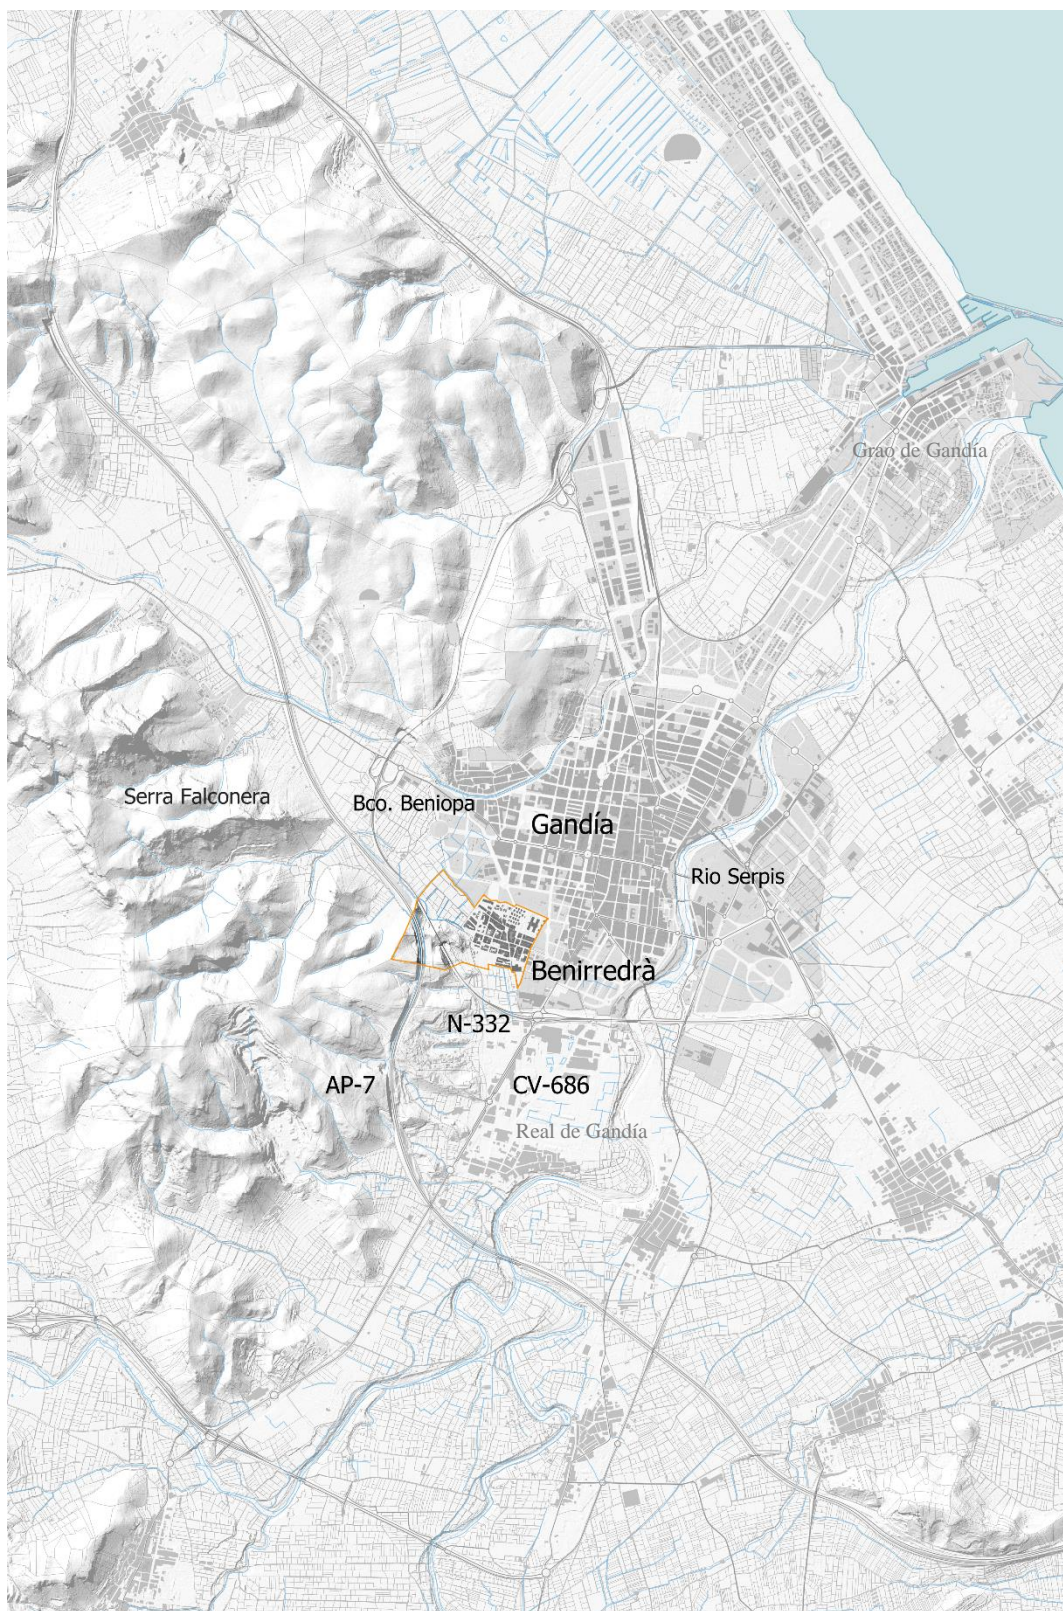 Grao de Gandía
Serra Falconera
Bco. Beniopa
Gandía
Rio Serpis
Benirredrà
N-332
AP-7
CV-686
Real de Gandía